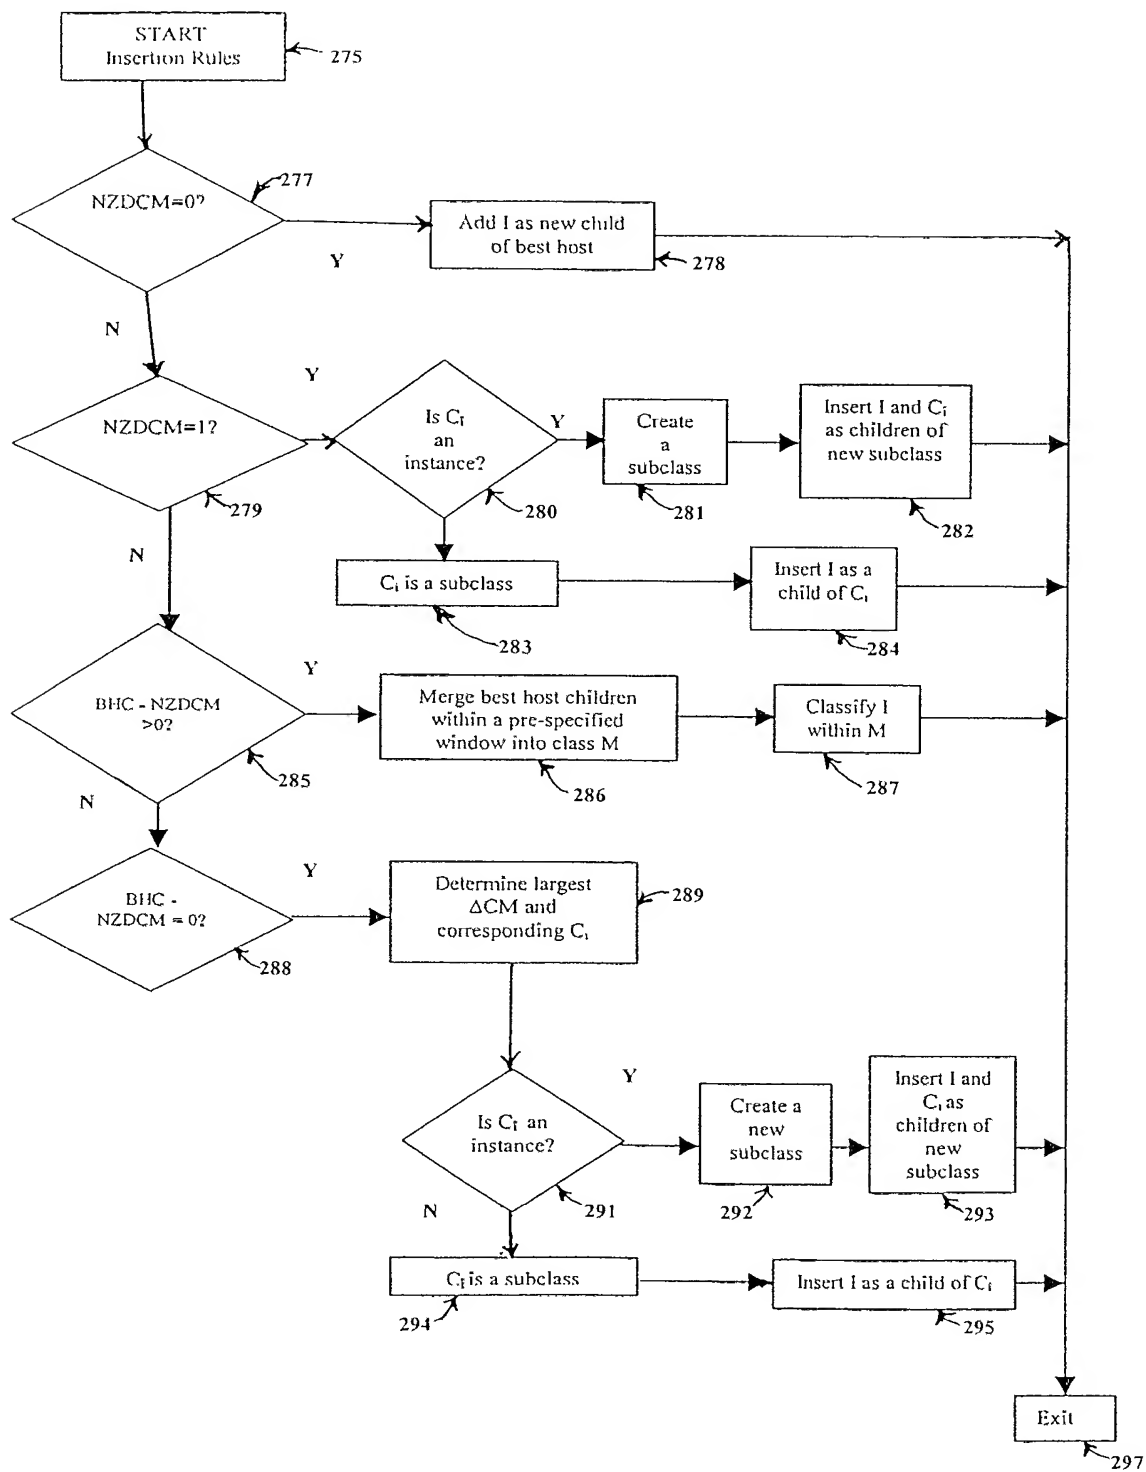 START
Insertion Rules
275
NZDCM=0?
277
Y
Add I as new child
of best host
278
N
NZDCM=1?
279
Y
Is Ci
an
instance?
280
Y
Create
a
subclass
281
Insert I and Ci
as children of
new subclass
282
N
Ci is a subclass
283
Insert I as a
child of Ci
284
BHC - NZDCM
>0?
285
Y
Merge best host children
within a pre-specified
window into class M
286
Classify I
within M
287
N
BHC -
NZDCM = 0?
288
Y
Determine largest
ΔCM and
corresponding Ci
289
Is Ci an
instance?
291
Y
Create a
new
subclass
292
Insert I and
Ci as
children of
new
subclass
293
N
Ci is a subclass
294
Insert I as a child of Ci
295
Exit
297